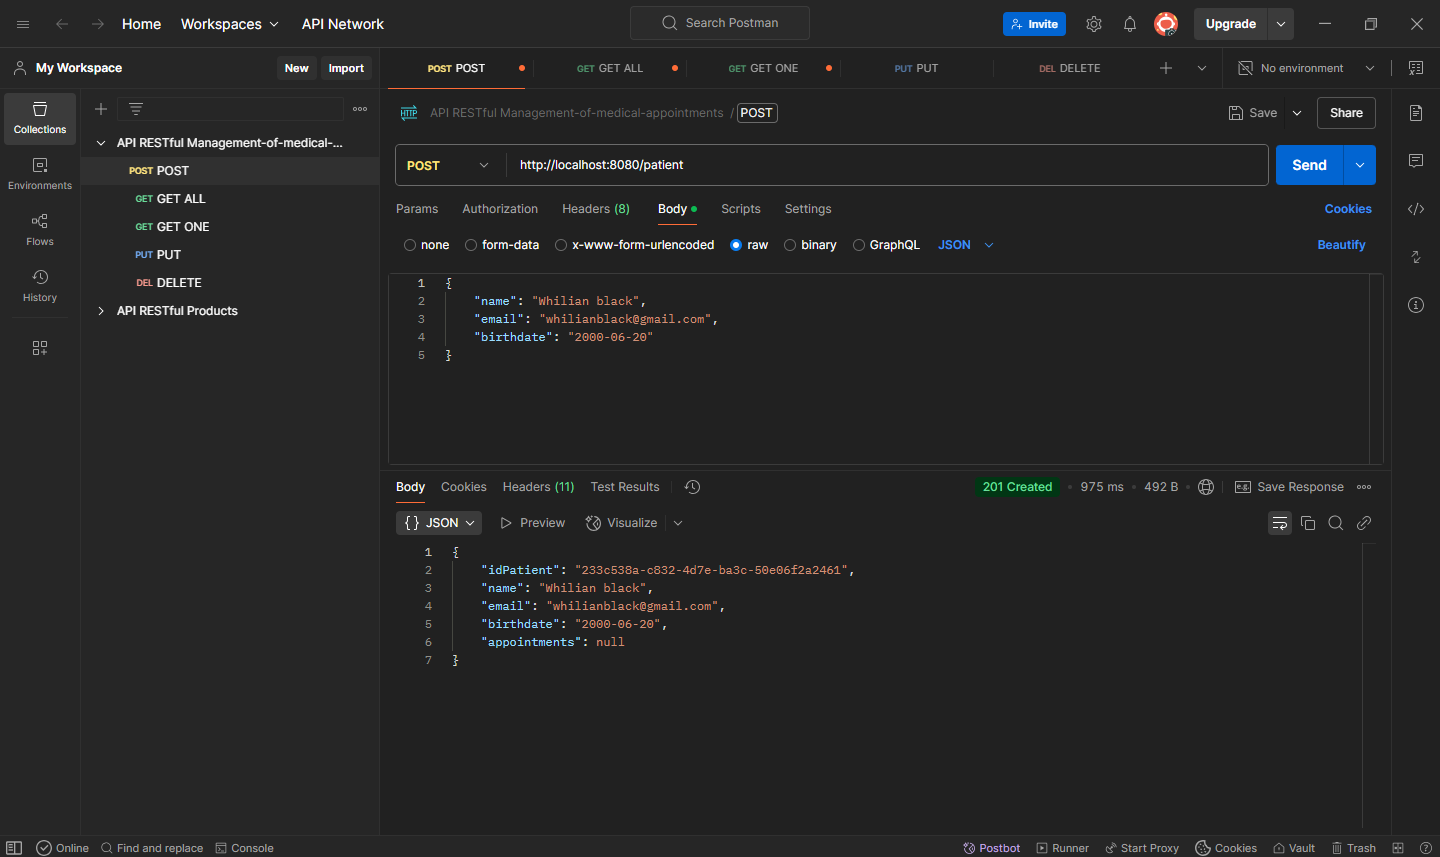 Home Workspaces API Network Search Postman Invite Upgrade
My Workspace New Import POST POST GET GET ALL GET GET ONE PUT PUT DEL DELETE No environment
Collections
Environments
Flows
History
API RESTful Management-of-medical-...
POST POST
GET GET ALL
GET GET ONE
PUT PUT
DEL DELETE
API RESTful Products
HTTP API RESTful Management-of-medical-appointments / POST Save Share
POST http://localhost:8080/patient Send
Params Authorization Headers (8) Body Scripts Settings Cookies
none form-data x-www-form-urlencoded raw binary GraphQL JSON Beautify
1 {
2 "name": "Whilian black",
3 "email": "whilianblack@gmail.com",
4 "birthdate": "2000-06-20"
5 }
Body Cookies Headers (11) Test Results 201 Created 975 ms 492 B e.g. Save Response
{} JSON Preview Visualize
1 {
2 "idPatient": "233c538a-c832-4d7e-ba3c-50e06f2a2461",
3 "name": "Whilian black",
4 "email": "whilianblack@gmail.com",
5 "birthdate": "2000-06-20",
6 "appointments": null
7 }
Online Find and replace Console Postbot Runner Start Proxy Cookies Vault Trash